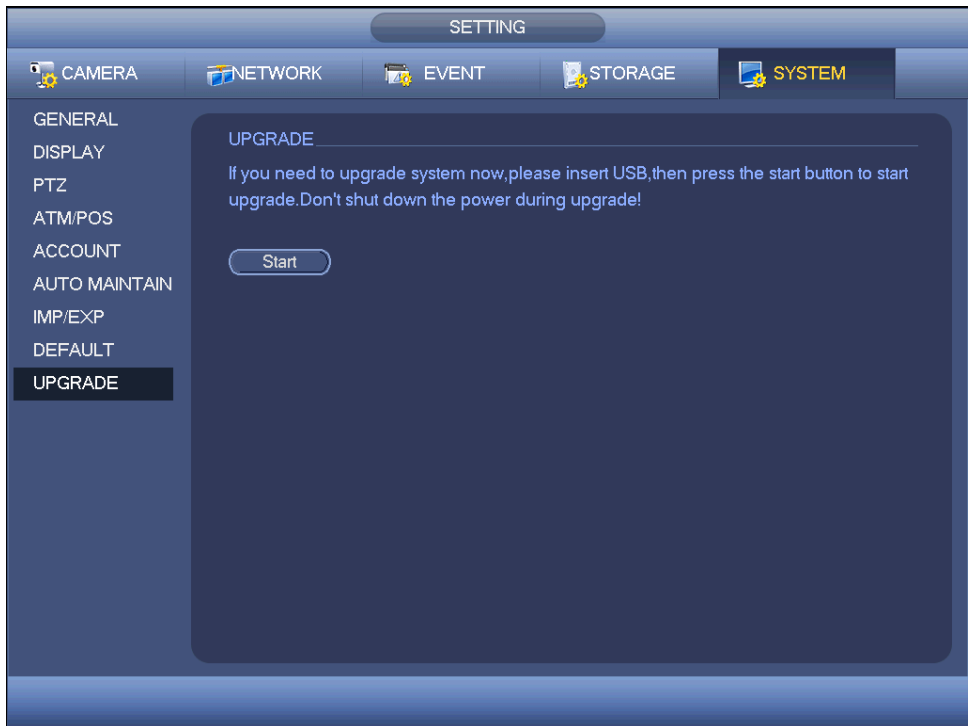 SETTING
CAMERA NETWORK EVENT STORAGE SYSTEM
GENERAL
DISPLAY
PTZ
ATM/POS
ACCOUNT
AUTO MAINTAIN
IMP/EXP
DEFAULT
UPGRADE
UPGRADE
If you need to upgrade system now,please insert USB,then press the start button to start
upgrade.Don't shut down the power during upgrade!
Start